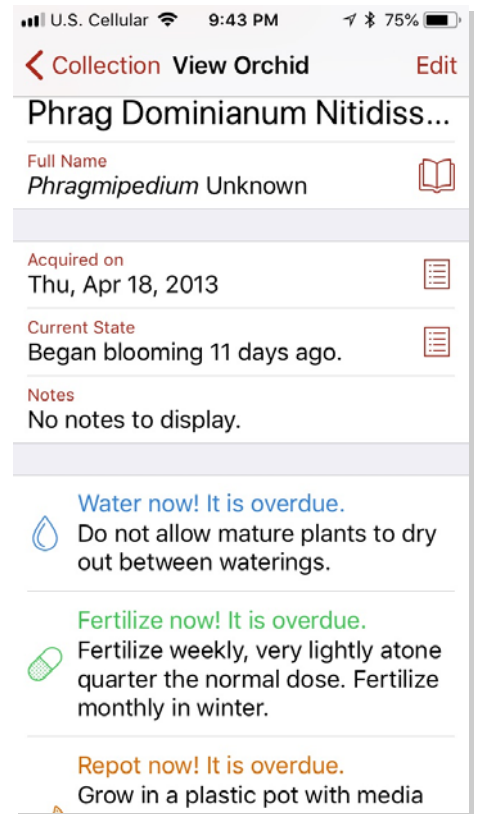 U.S. Cellular 9:43 PM 75%
Collection View Orchid Edit
Phrag Dominianum Nitidiss...
Full Name
Phragmipedium Unknown
Acquired on
Thu, Apr 18, 2013
Current State
Began blooming 11 days ago.
Notes
No notes to display.
Water now! It is overdue.
Do not allow mature plants to dry
out between waterings.
Fertilize now! It is overdue.
Fertilize weekly, very lightly atone
quarter the normal dose. Fertilize
monthly in winter.
Repot now! It is overdue.
Grow in a plastic pot with media